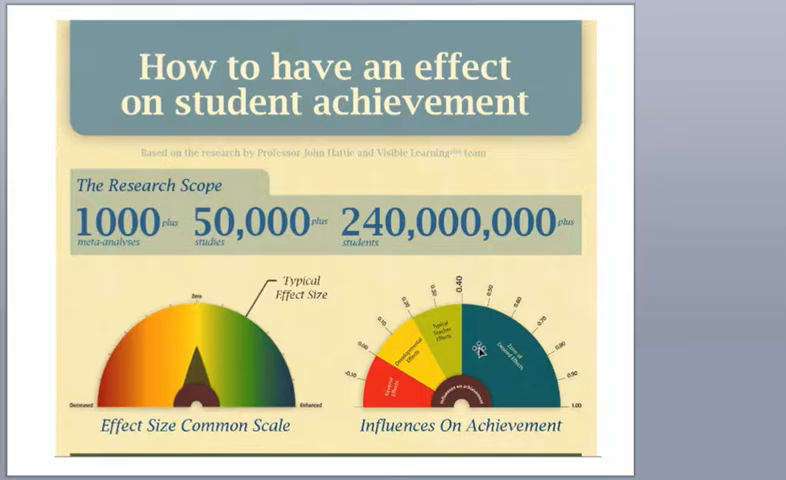 How to have an effect
on student achievement
Based on the research by Professor John Hattie and Visible Learning team
The Research Scope
1000 plus 50,000 plus 240,000,000 plus
meta-analyses studies students
Typical
Effect Size
Zero
Decreased
Enhanced
Effect Size Common Scale
-0.10
0.00
0.10
0.20
0.30
0.40
0.50
0.60
0.70
0.80
0.90
1.00
Reverse
Effects
Developmental
Effects
Typical
Teacher
Effects
Zone of
Desired Effects
Influences on achievement
Influences On Achievement